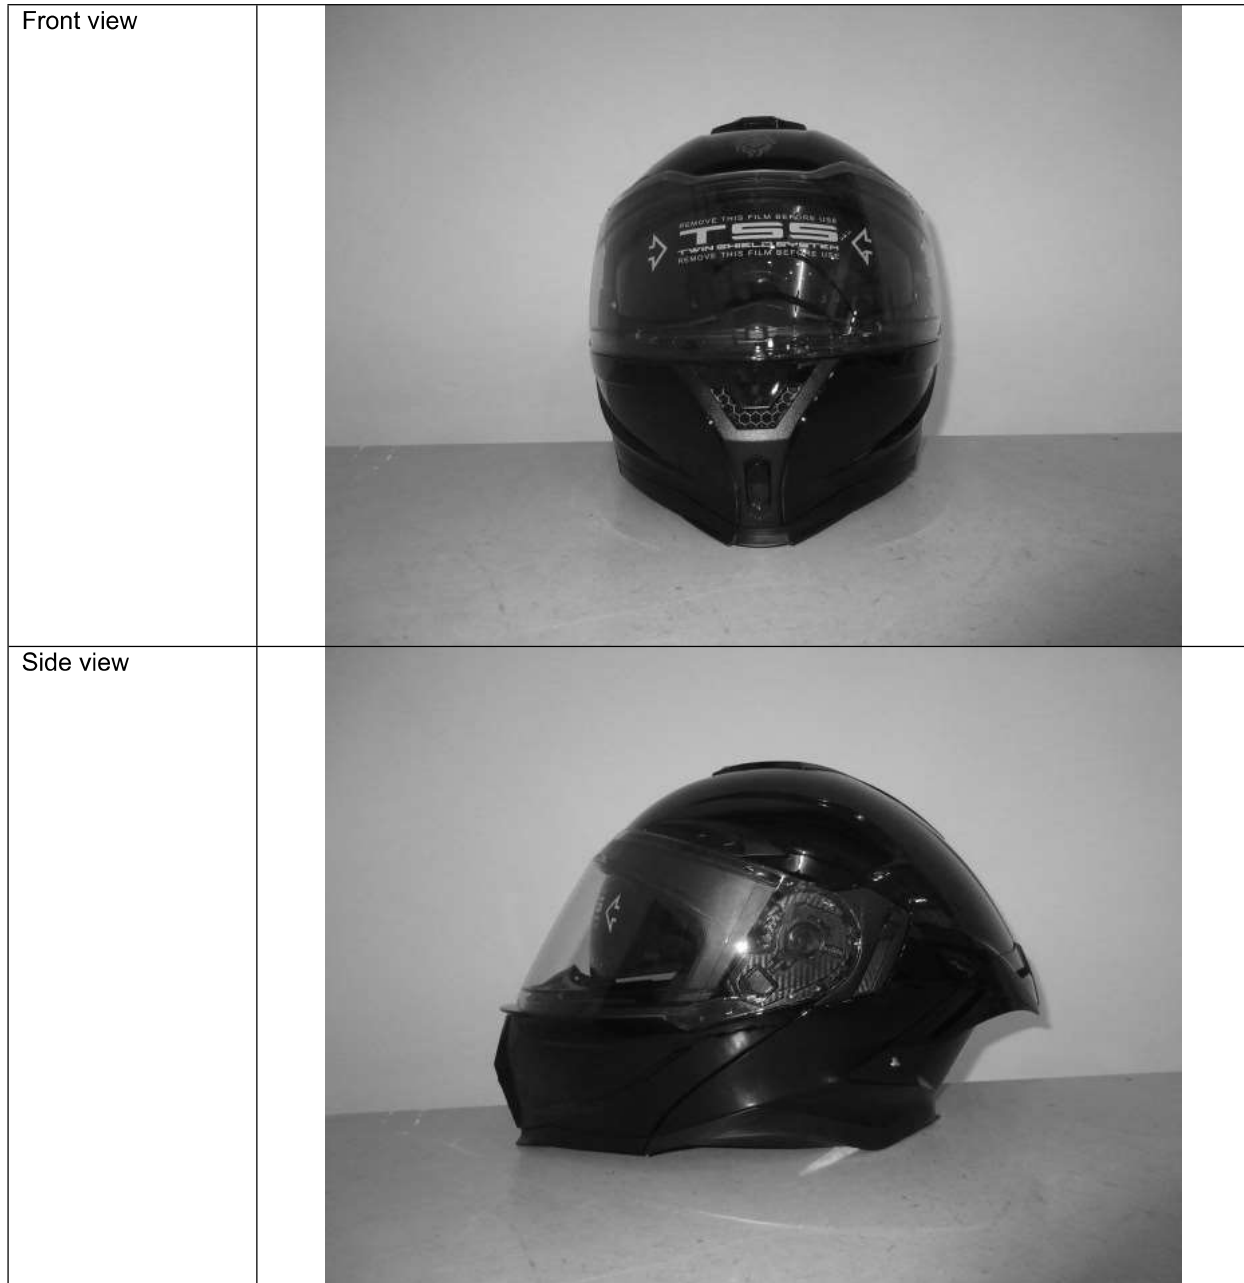 Front view
REMOVE THIS FILM BEFORE USE
TSS
TWIN SHIELD SYSTEM
REMOVE THIS FILM BEFORE USE
Side view